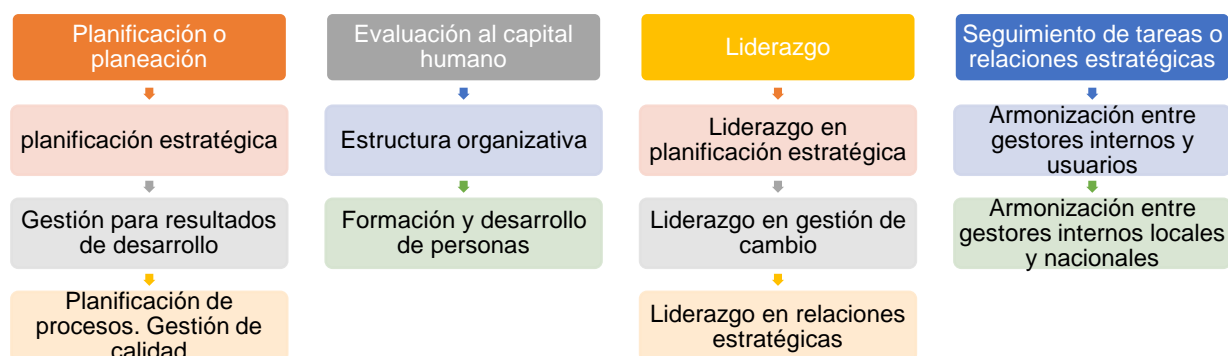 Planificación o
planeación
planificación estratégica
Gestión para resultados
de desarrollo
Planificación de
procesos. Gestión de
calidad
Evaluación al capital
humano
Estructura organizativa
Formación y desarrollo
de personas
Liderazgo
Liderazgo en
planificación estratégica
Liderazgo en gestión de
cambio
Liderazgo en relaciones
estratégicas
Seguimiento de tareas o
relaciones estratégicas
Armonización entre
gestores internos y
usuarios
Armonización entre
gestores internos locales
y nacionales